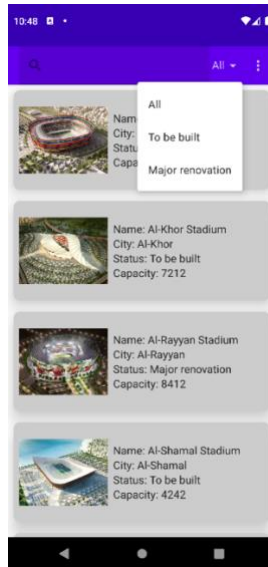 10:48
All
All
To be built
Major renovation
Nam
City:
Statu
Capa
Name: Al-Khor Stadium
City: Al-Khor
Status: To be built
Capacity: 7212
Name: Al-Rayyan Stadium
City: Al-Rayyan
Status: Major renovation
Capacity: 8412
Name: Al-Shamal Stadium
City: Al-Shamal
Status: To be built
Capacity: 4242